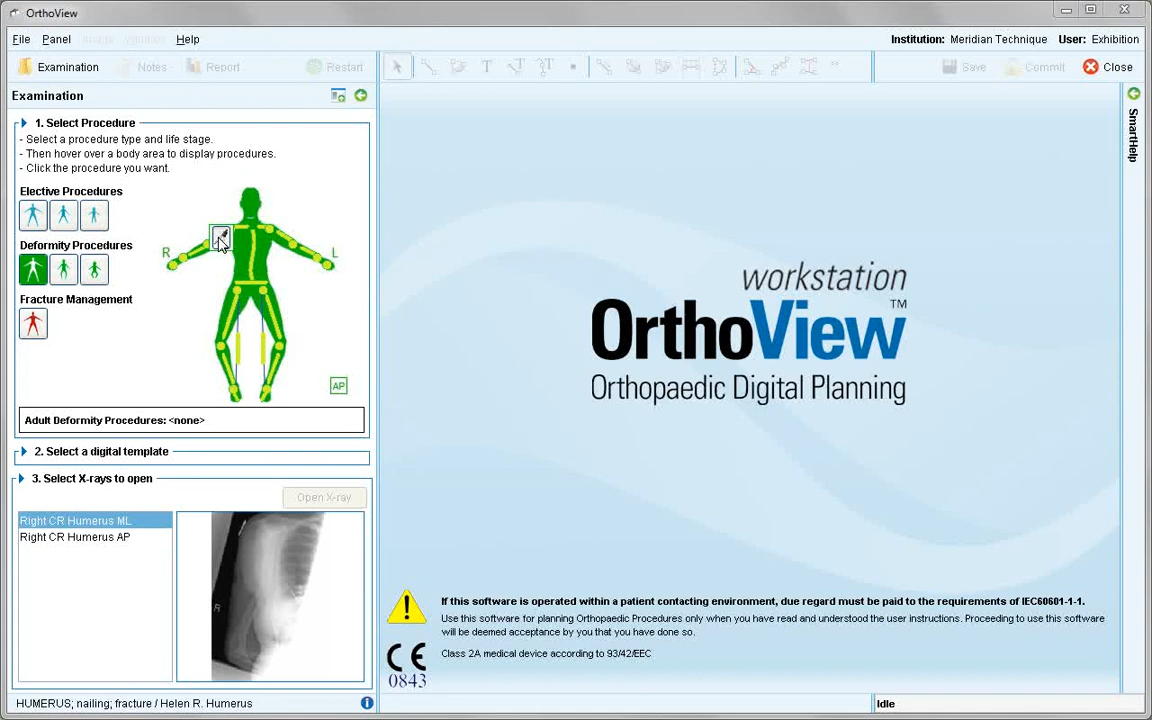 OrthoView
File Panel Help
Institution: Meridian Technique User: Exhibition
Examination Notes Report Restart
T T T
Save Commit Close
Examination
SmartHelp
1. Select Procedure
- Select a procedure type and life stage.
- Then hover over a body area to display procedures.
- Click the procedure you want.
Elective Procedures
Deformity Procedures
Fracture Management
R L
AP
Adult Deformity Procedures: <none>
2. Select a digital template
3. Select X-rays to open
Open X-ray
Right CR Humerus ML
Right CR Humerus AP
R
HUMERUS; nailing; fracture / Helen R. Humerus
workstation
OrthoView™
Orthopaedic Digital Planning
If this software is operated within a patient contacting environment, due regard must be paid to the requirements of IEC60601-1-1.
Use this software for planning Orthopaedic Procedures only when you have read and understood the user instructions. Proceeding to use this software
will be deemed acceptance by you that you have done so.
CE
0843
Class 2A medical device according to 93/42/EEC
Idle